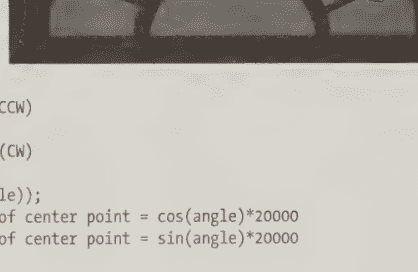 CCW)
(CW)
le));
of center point = cos(angle)*20000
of center point = sin(angle)*20000